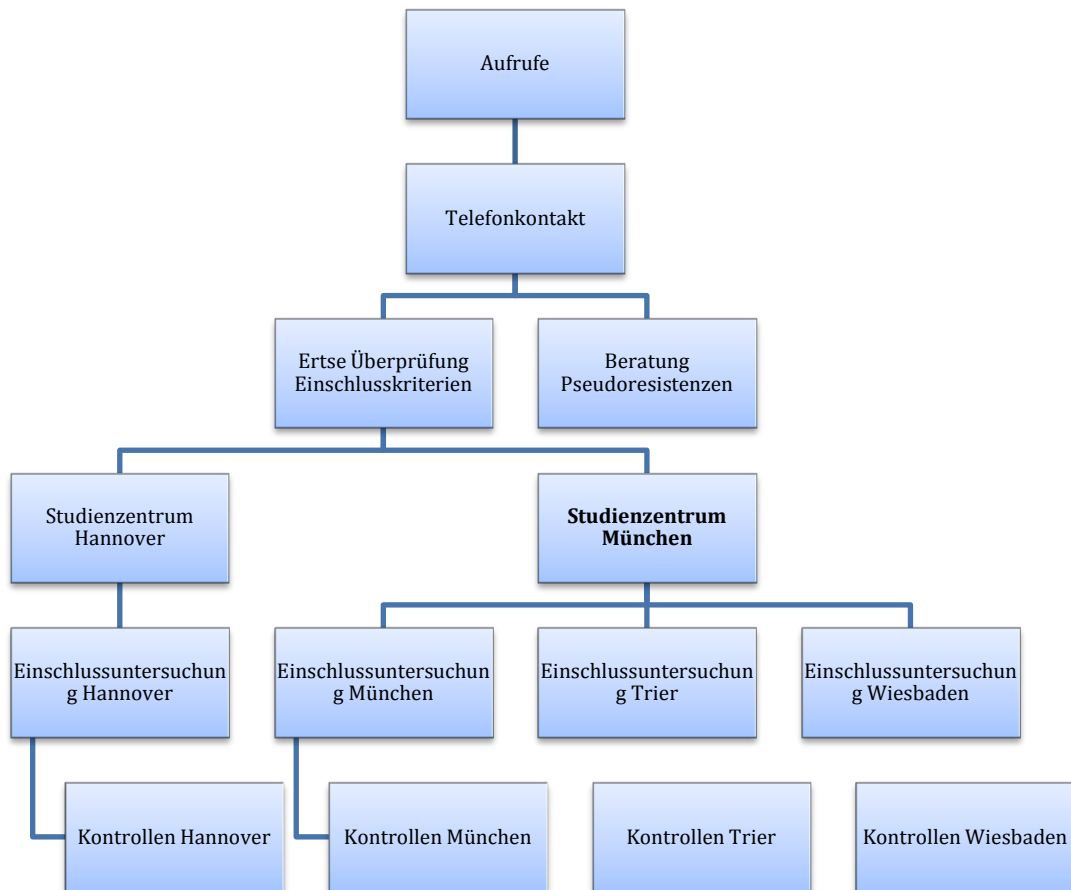 Aufrufe
Telefonkontakt
Ertse Überprüfung
Einschlusskriterien
Beratung
Pseudoresistenzen
Studienzentrum
Hannover
Studienzentrum
München
Einschlussuntersuchun
g Hannover
Einschlussuntersuchun
g München
Einschlussuntersuchun
g Trier
Einschlussuntersuchun
g Wiesbaden
Kontrollen Hannover
Kontrollen München
Kontrollen Trier
Kontrollen Wiesbaden